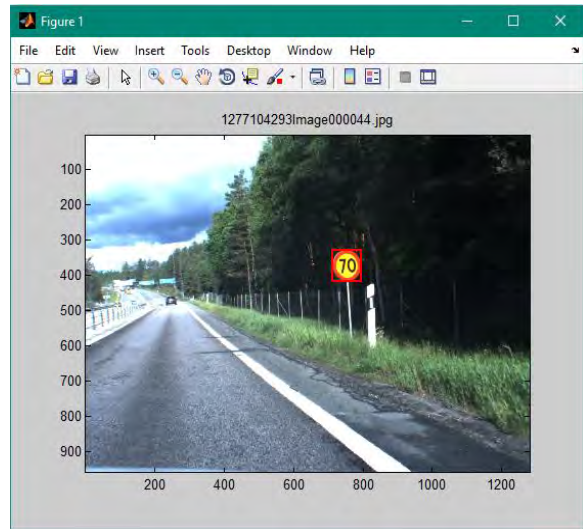 Figure 1
File Edit View Insert Tools Desktop Window Help
1277104293Image000044.jpg
100
200
300
400
500
600
700
800
900
70
200 400 600 800 1000 1200